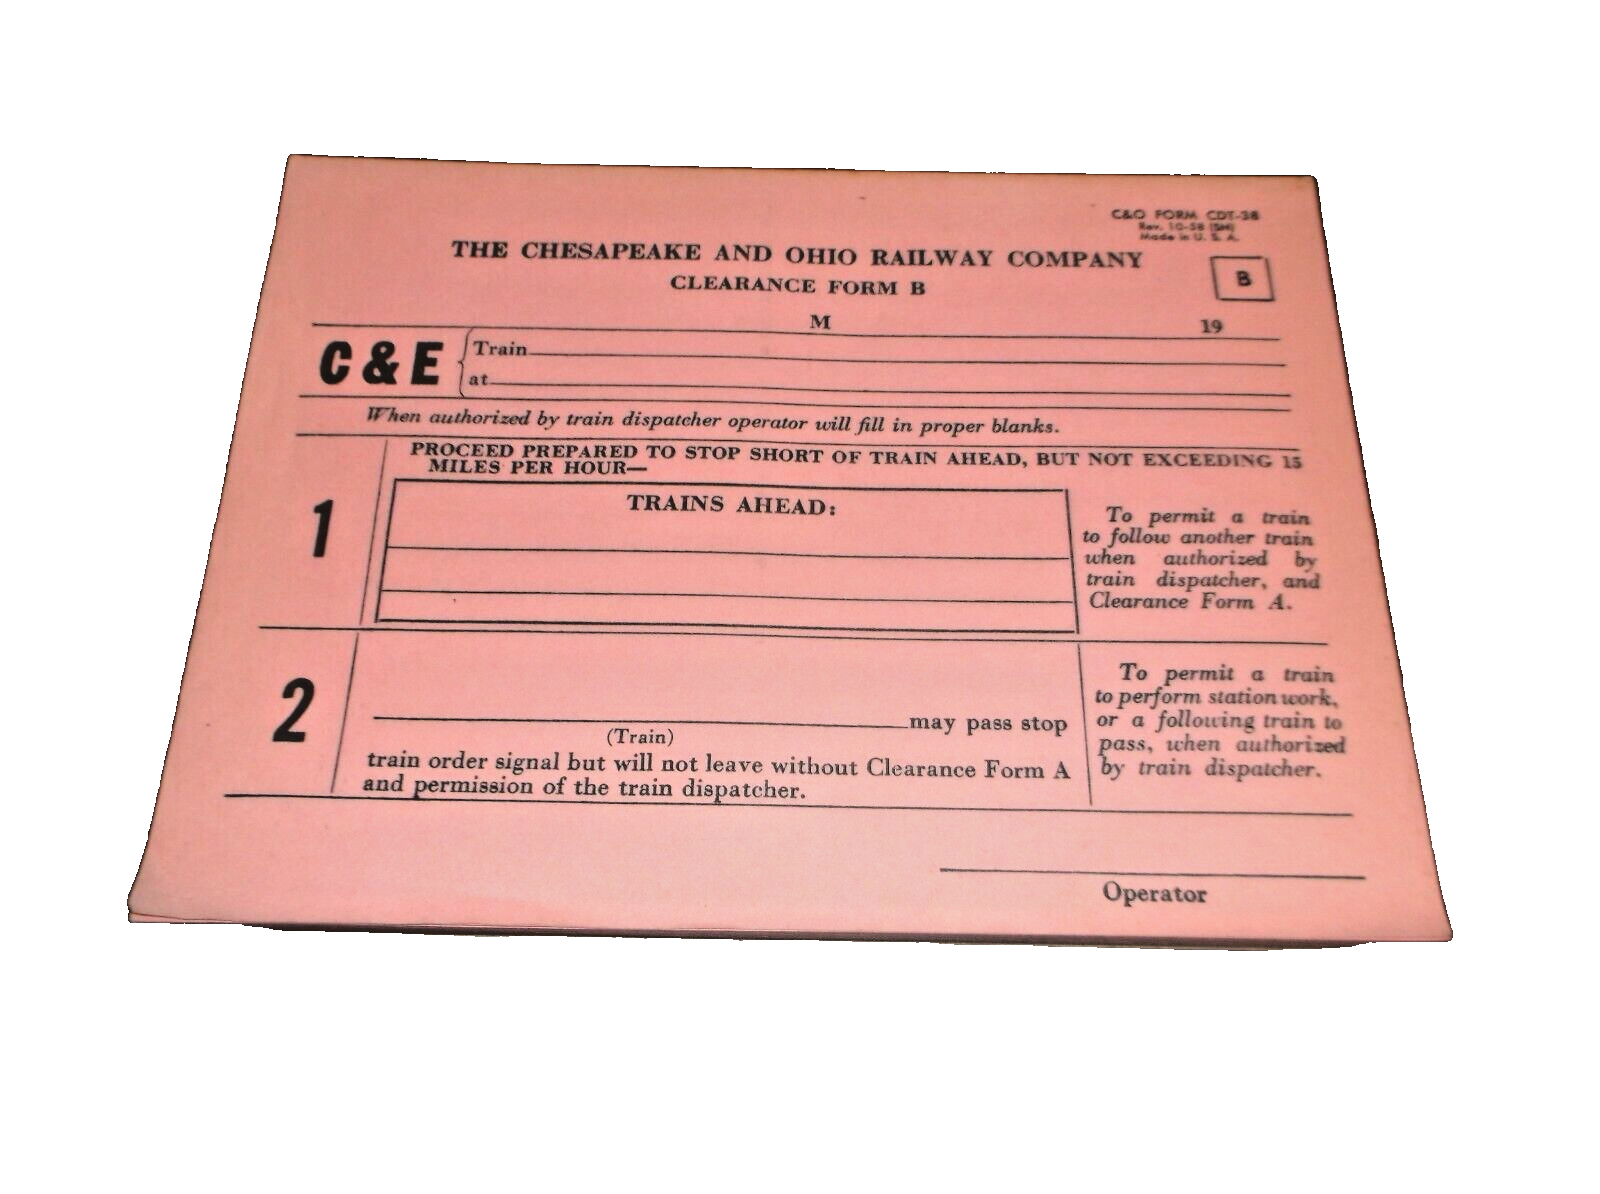 C&O FORM CDT-38
Rev. 10-58 (SM)
Made in U. S. A.
THE CHESAPEAKE AND OHIO RAILWAY COMPANY
CLEARANCE FORM B
B
M 19
C & E
Train
at
When authorized by train dispatcher operator will fill in proper blanks.
1
PROCEED PREPARED TO STOP SHORT OF TRAIN AHEAD, BUT NOT EXCEEDING 15
MILES PER HOUR—
TRAINS AHEAD:
To permit a train
to follow another train
when authorized by
train dispatcher, and
Clearance Form A.
2
may pass stop
(Train)
train order signal but will not leave without Clearance Form A
and permission of the train dispatcher.
To permit a train
to perform station work,
or a following train to
pass, when authorized
by train dispatcher.
Operator